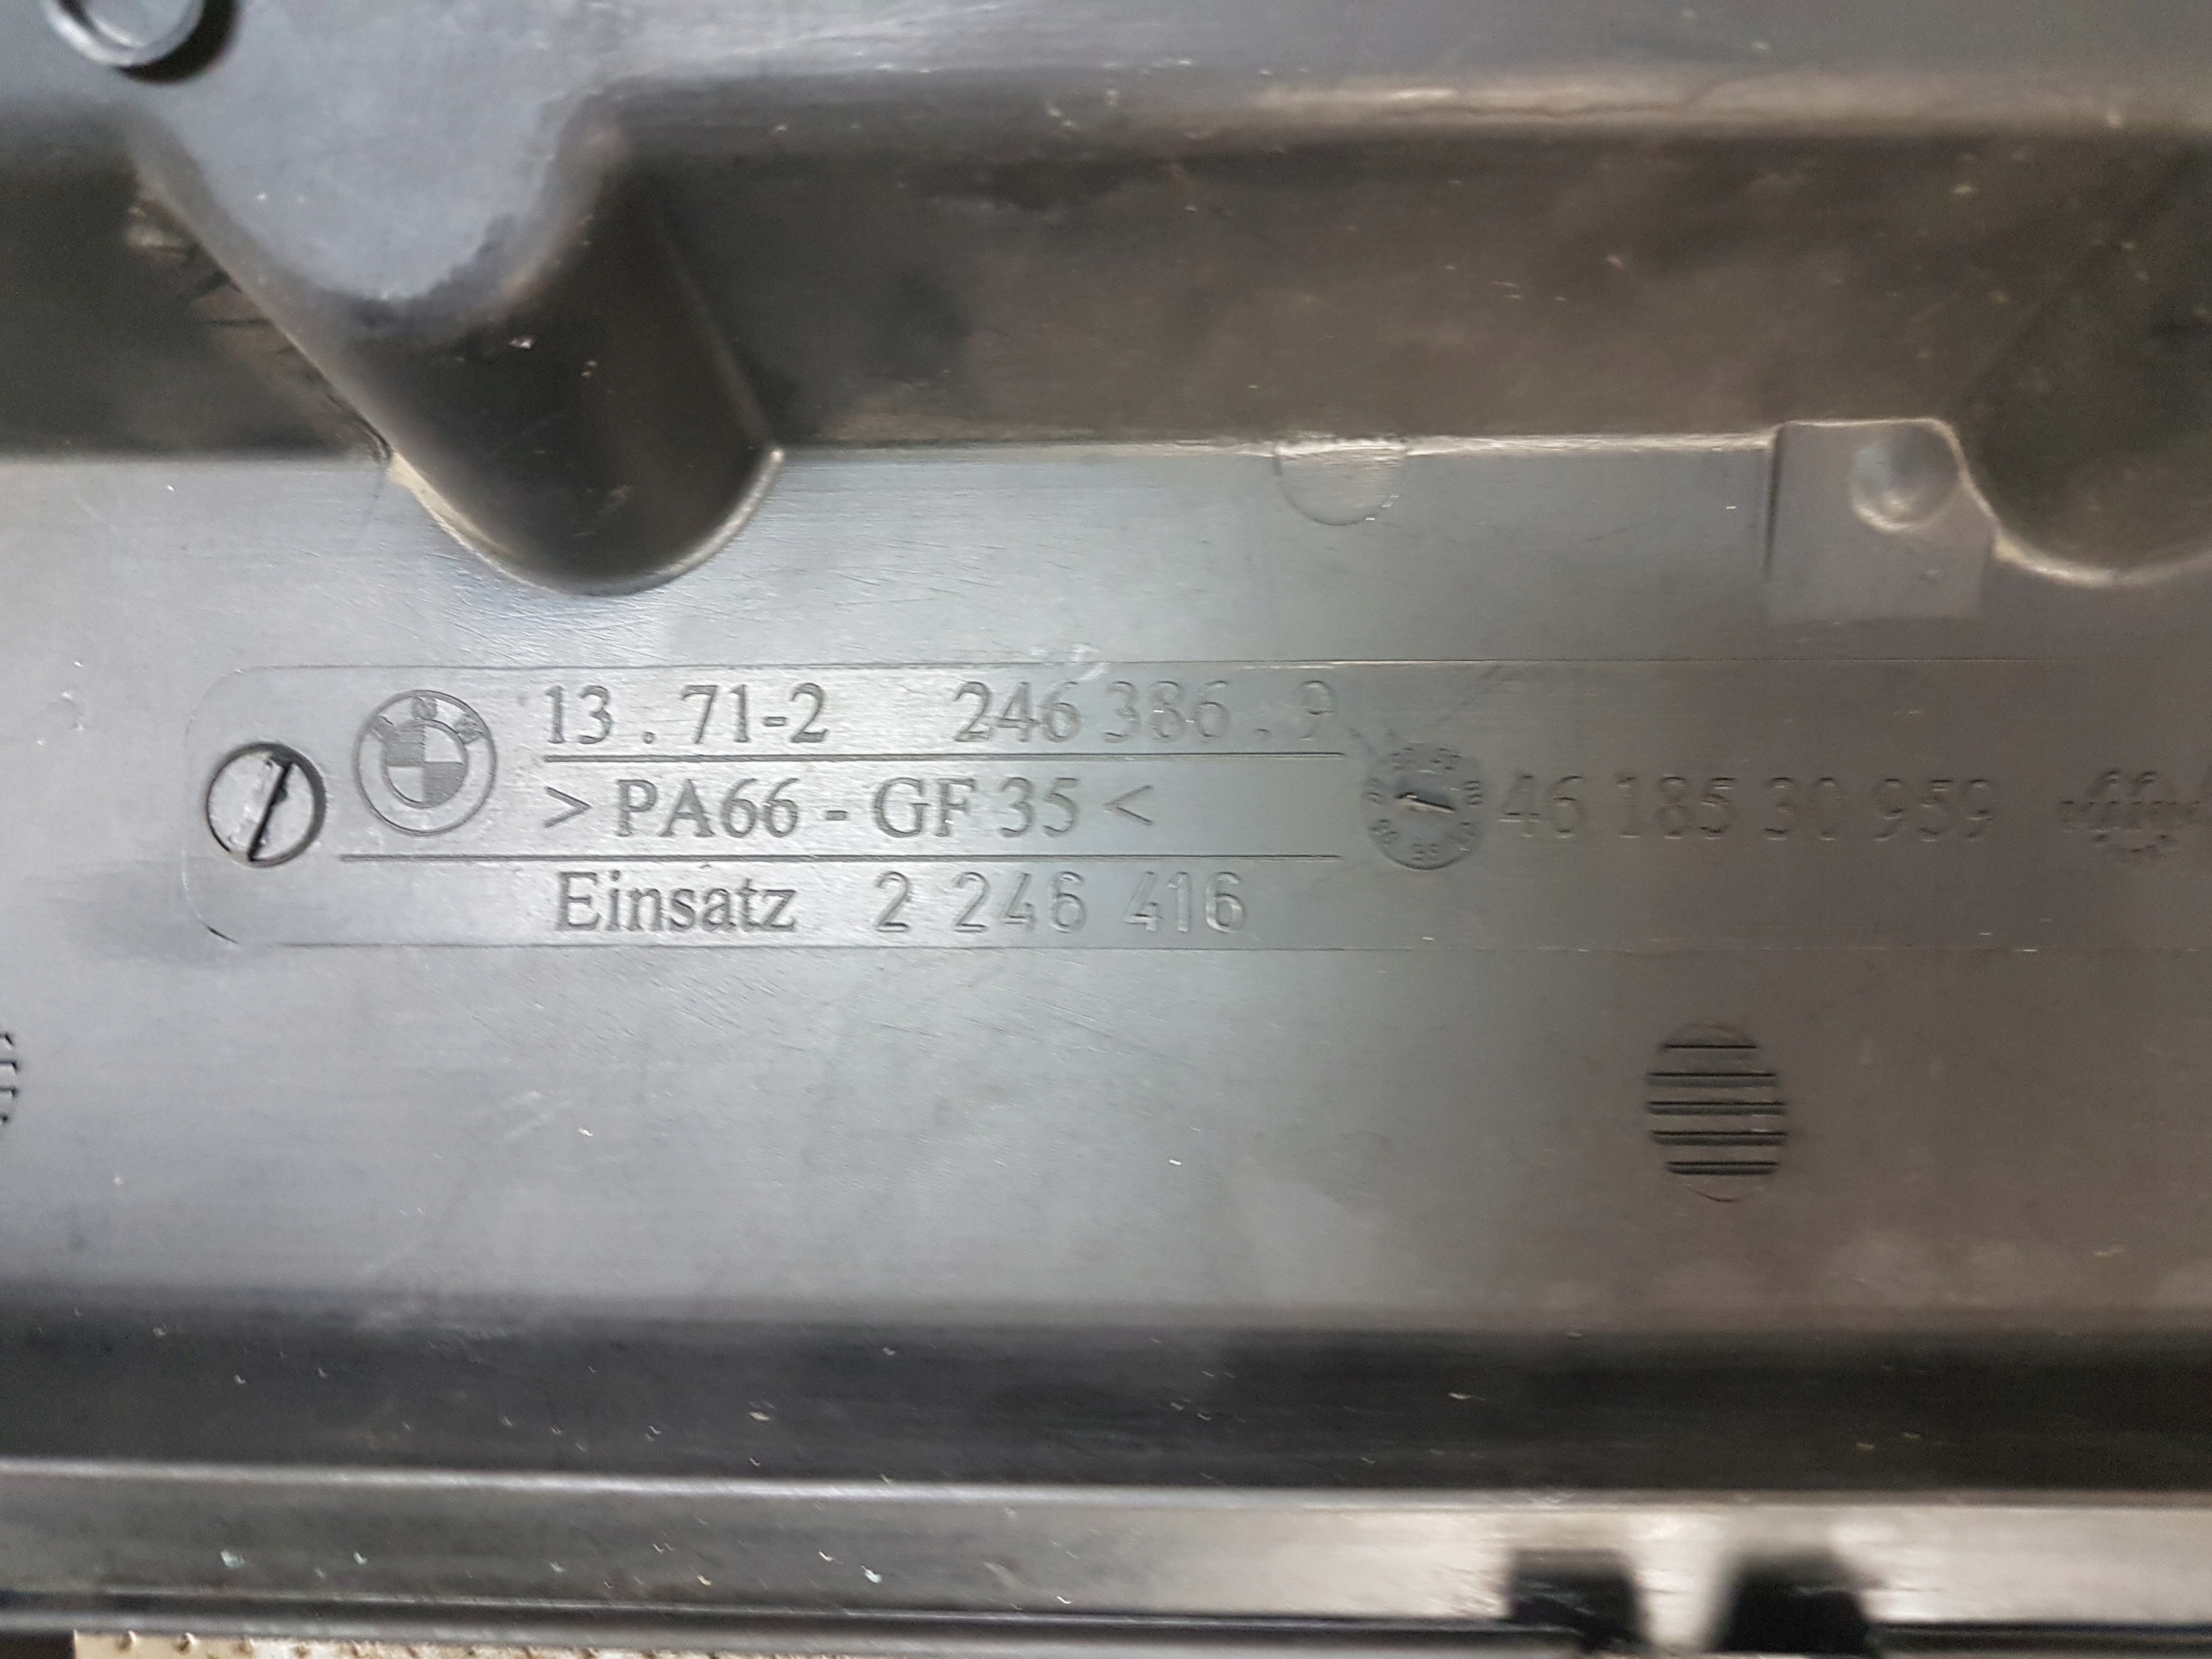 13 . 71-2 246 386 . 9
> PA66 - GF 35 <
46 185 30 959
Einsatz 2 246 416